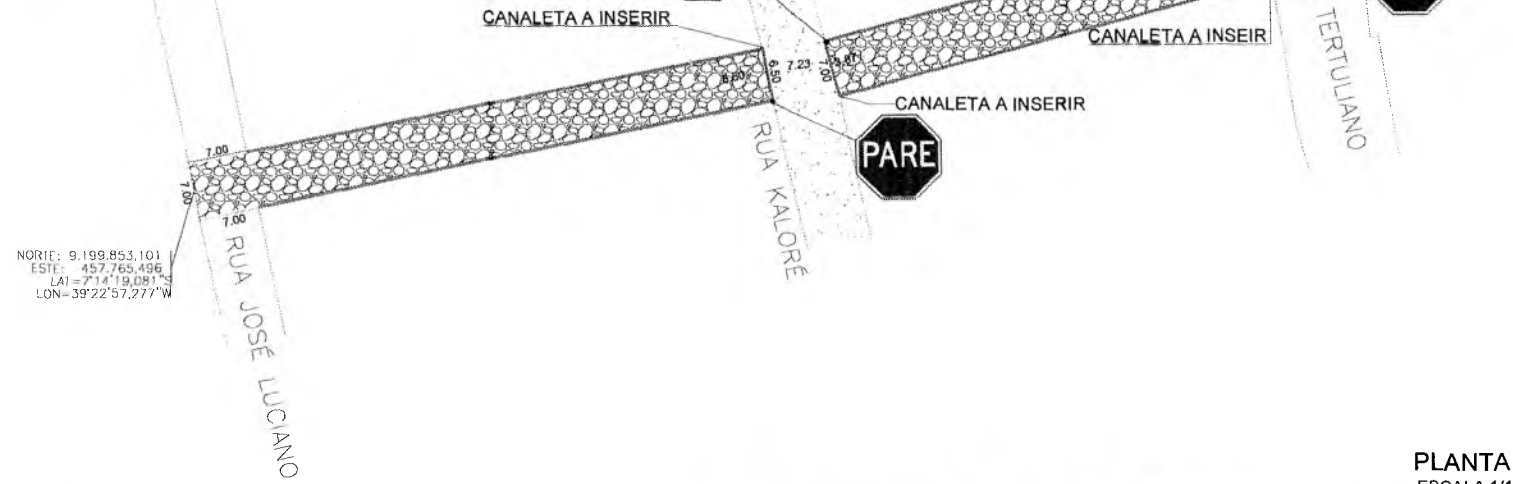 CANALETA A INSERIR
CANALETA A INSEIR
TERTULIANO
6.50
7.23
7.00
CANALETA A INSERIR
PARE
RUA KALORÉ
7.00
7.00
7.00
NORTE: 9.199.853,101
ESTE: 457.765,496
LAT=7°14'19,081"S
LON=39°22'57,277"W
RUA JOSÉ LUCIANO
PLANTA